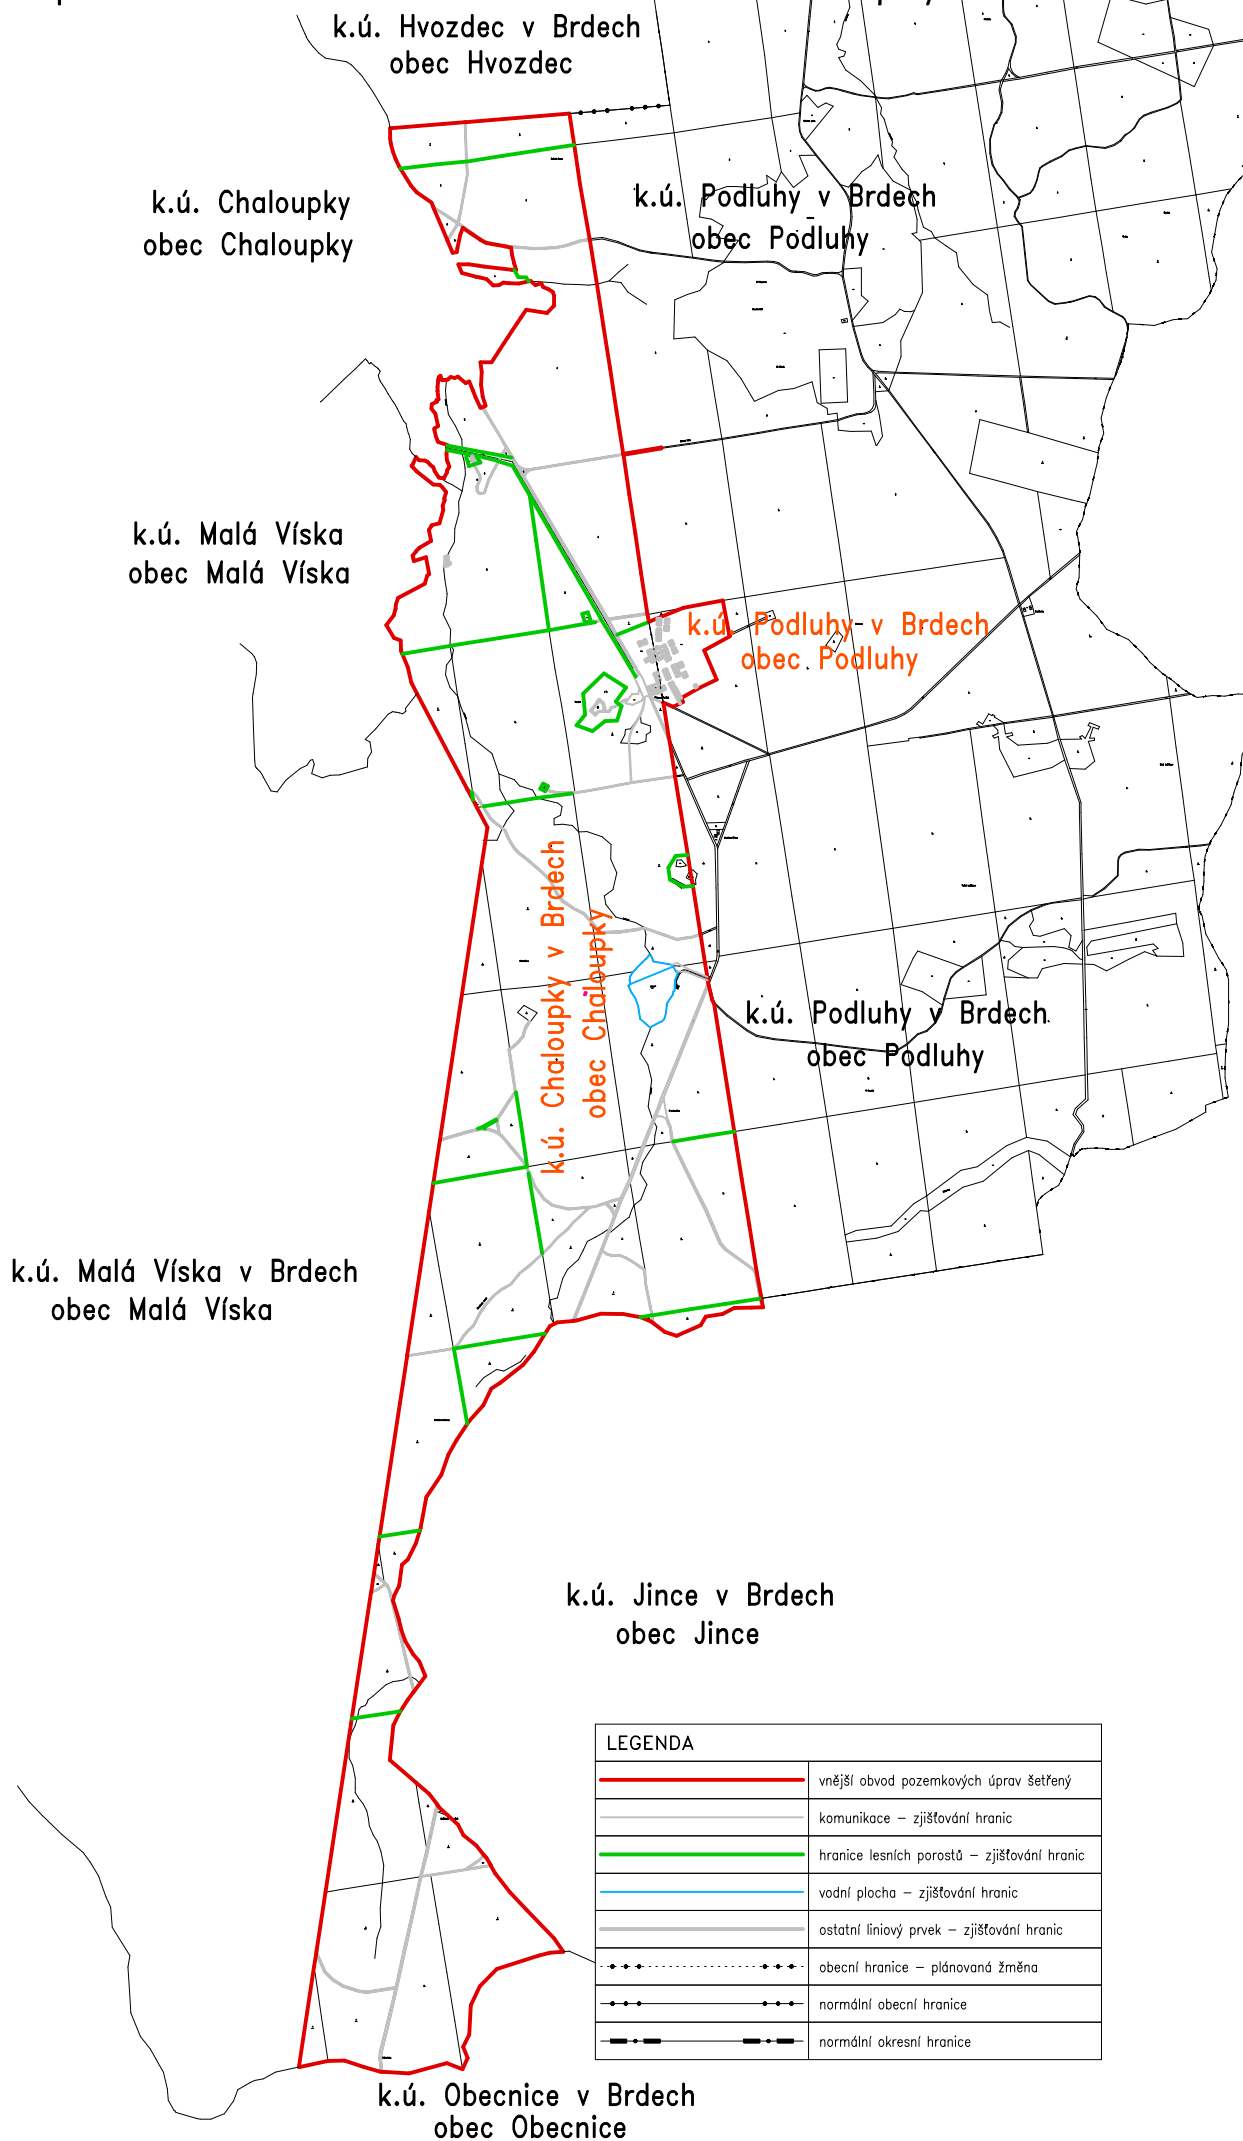 k.ú. Hvozdec v Brdech
obec Hvozdec
k.ú. Chaloupky
obec Chaloupky
k.ú. Podluhy v Brdech
obec Podluhy
k.ú. Malá Víska
obec Malá Víska
k.ú. Podluhy v Brdech
obec Podluhy
k.ú. Chaloupky v Brdech
obec Chaloupky
k.ú. Podluhy v Brdech
obec Podluhy
k.ú. Malá Víska v Brdech
obec Malá Víska
k.ú. Jince v Brdech
obec Jince
LEGENDA
vnější obvod pozemkových úprav šetřený
komunikace – zjišťování hranic
hranice lesních porostů – zjišťování hranic
vodní plocha – zjišťování hranic
ostatní liniový prvek – zjišťování hranic
obecní hranice – plánovaná žměna
normální obecní hranice
normální okresní hranice
k.ú. Obecnice v Brdech
obec Obecnice